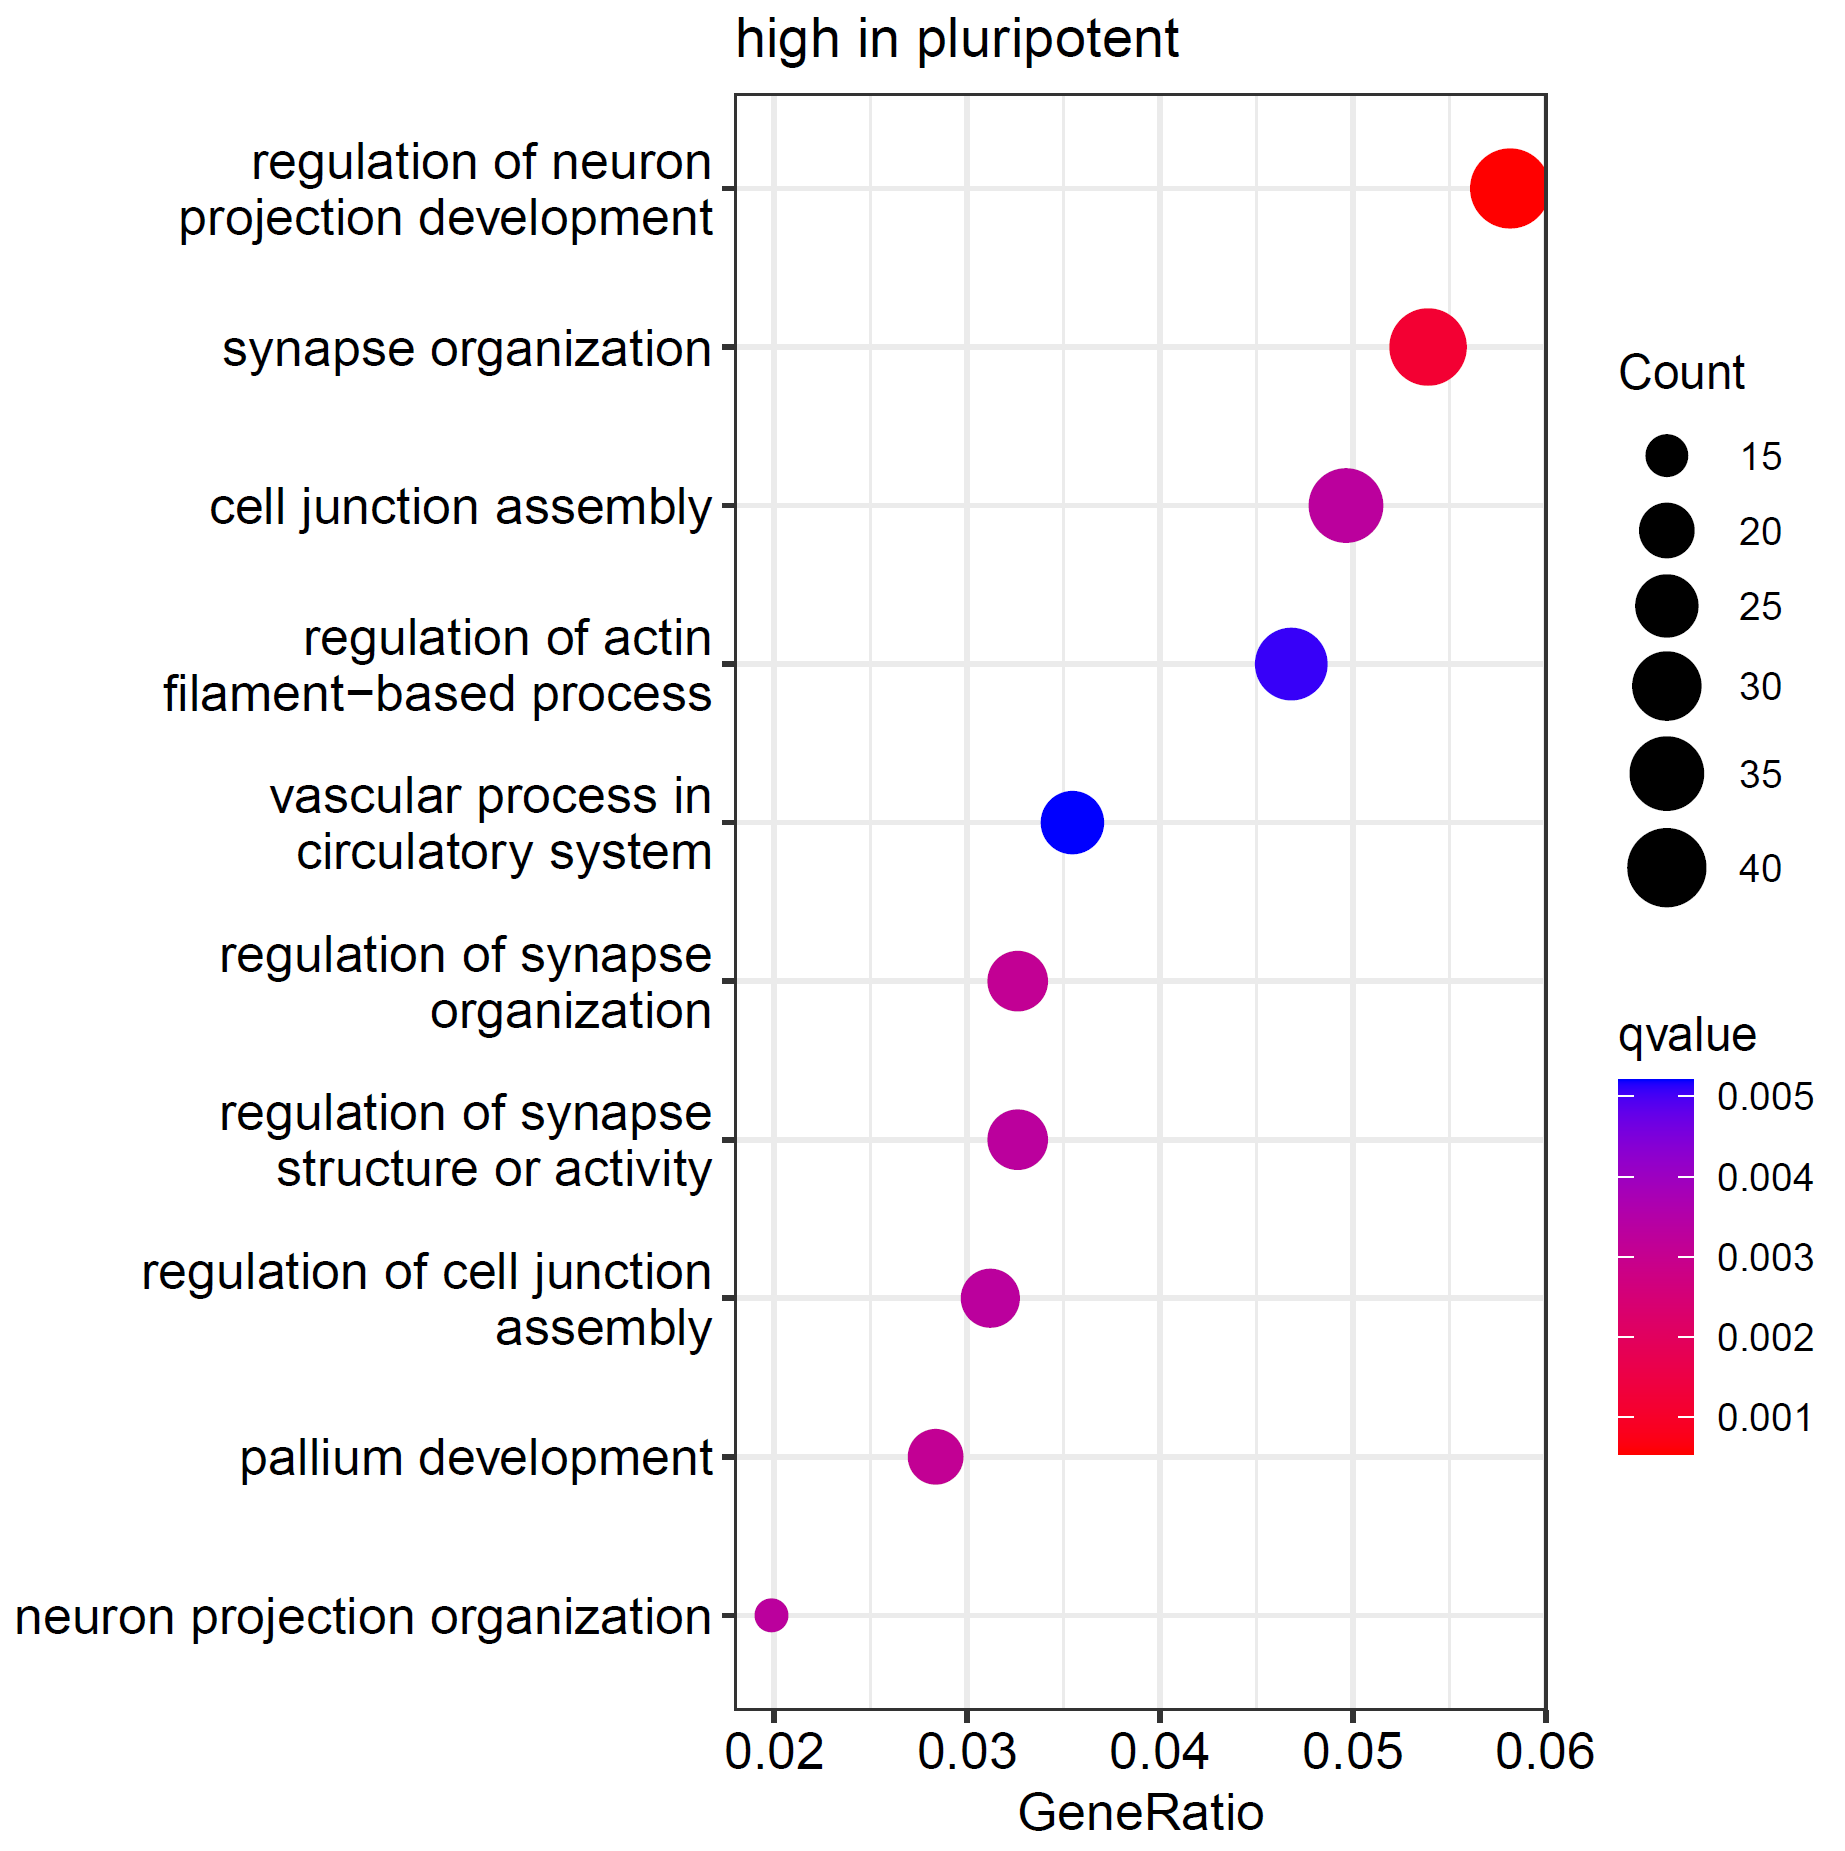 high in pluripotent
regulation of neuron
projection development
synapse organization
cell junction assembly
regulation of actin
filament−based process
vascular process in
circulatory system
regulation of synapse
organization
regulation of synapse
structure or activity
regulation of cell junction
assembly
pallium development
neuron projection organization
0.02 0.03 0.04 0.05 0.06
GeneRatio
Count
15
20
25
30
35
40
qvalue
0.005
0.004
0.003
0.002
0.001